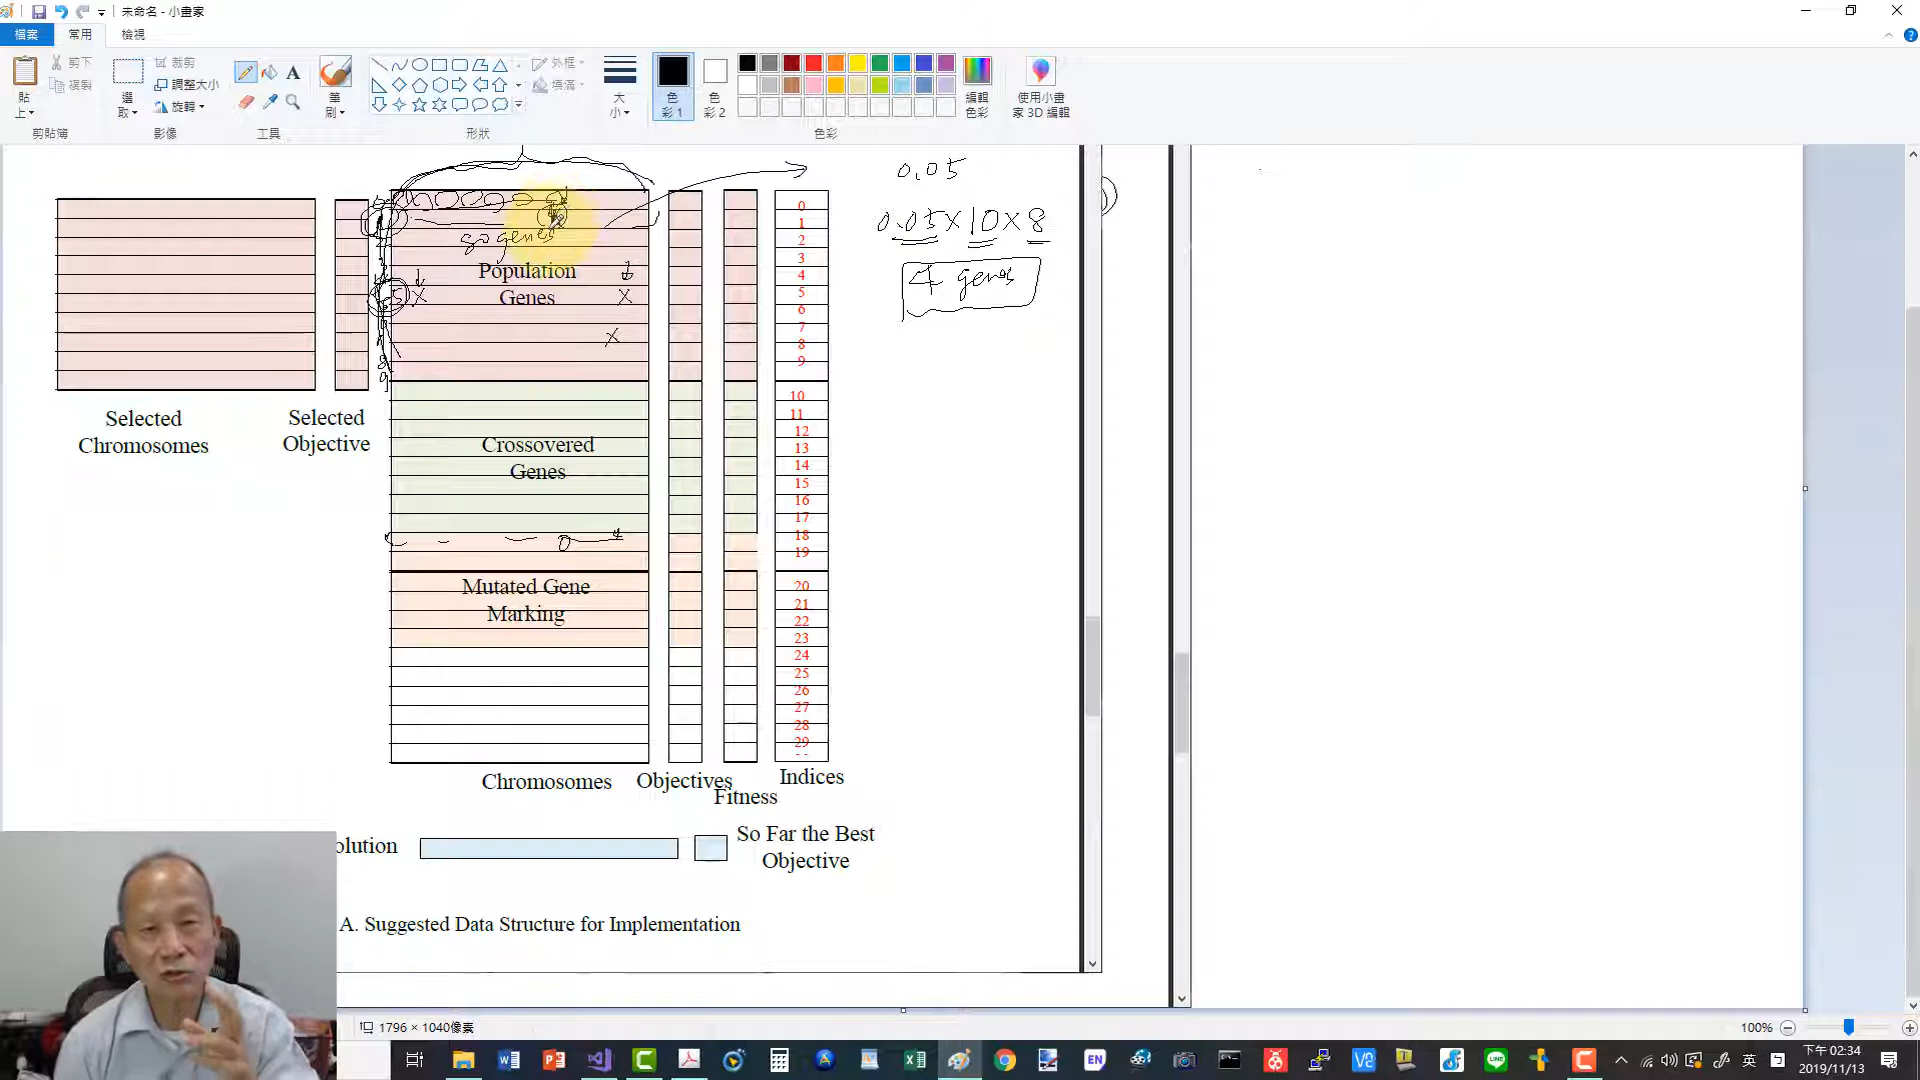 未命名 - 小畫家
檔案 常用 檢視
貼上
剪下
複製
剪貼簿
選取
裁剪
調整大小
旋轉
影像
A
工具
筆刷
外框
填滿
形狀
大小
色彩 1
色彩 2
編輯色彩
色彩
使用小畫家 3D 編輯
0.05
0.05×10×8
4 genes
80 genes
Population
Genes
Selected
Chromosomes
Selected
Objective
Crossovered
Genes
Mutated Gene
Marking
0
1
2
3
4
5
6
7
8
9
10
11
12
13
14
15
16
17
18
19
20
21
22
23
24
25
26
27
28
29
Chromosomes
Objectives
Fitness
Indices
olution
So Far the Best
Objective
A. Suggested Data Structure for Implementation
1796 × 1040像素
100%
EN
英
下午 02:34
2019/11/13